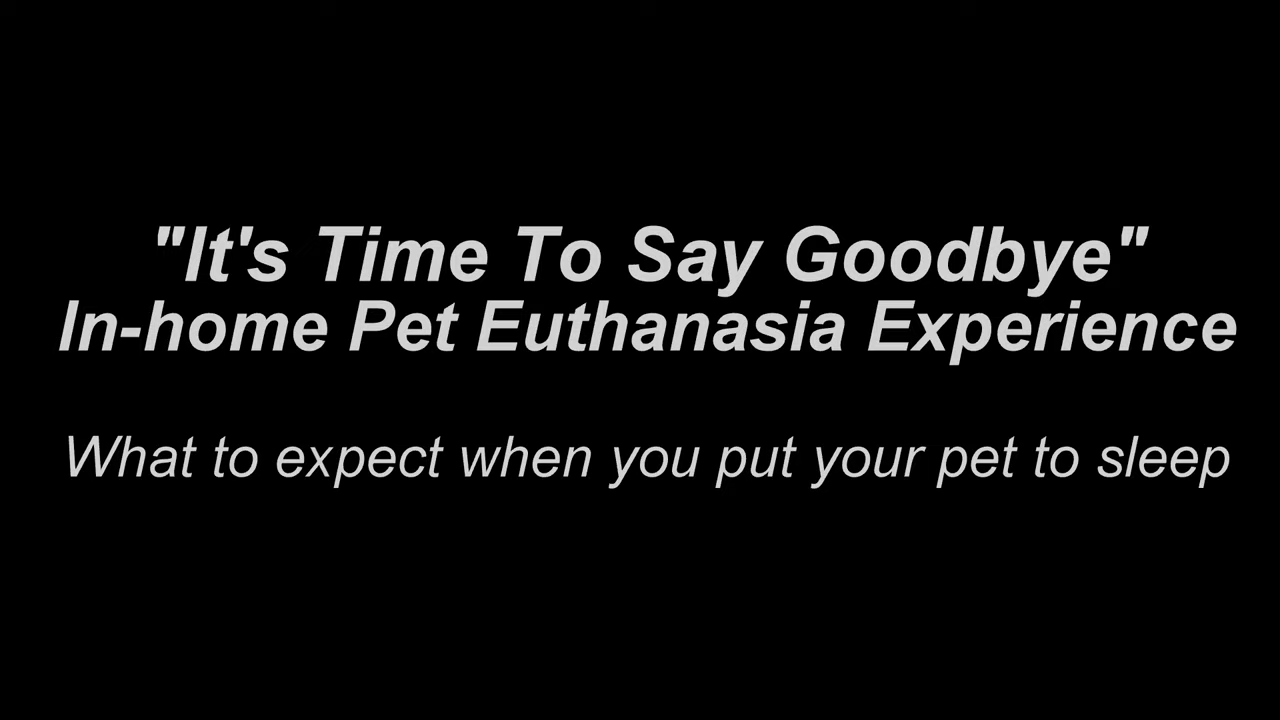 "It's Time To Say Goodbye"
In-home Pet Euthanasia Experience
What to expect when you put your pet to sleep